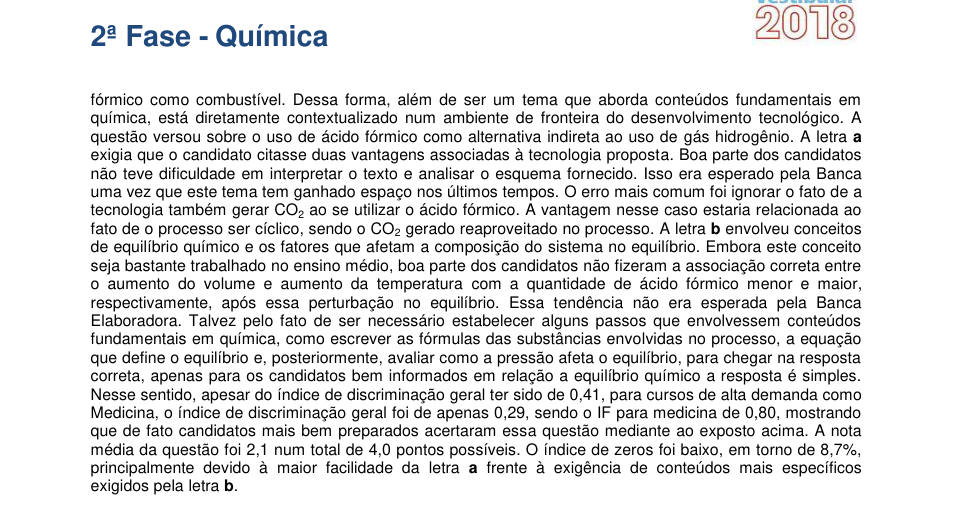 Vestibular
2018
2ª Fase - Química
fórmico como combustível. Dessa forma, além de ser um tema que aborda conteúdos fundamentais em
química, está diretamente contextualizado num ambiente de fronteira do desenvolvimento tecnológico. A
questão versou sobre o uso de ácido fórmico como alternativa indireta ao uso de gás hidrogênio. A letra a
exigia que o candidato citasse duas vantagens associadas à tecnologia proposta. Boa parte dos candidatos
não teve dificuldade em interpretar o texto e analisar o esquema fornecido. Isso era esperado pela Banca
uma vez que este tema tem ganhado espaço nos últimos tempos. O erro mais comum foi ignorar o fato de a
tecnologia também gerar CO₂ ao se utilizar o ácido fórmico. A vantagem nesse caso estaria relacionada ao
fato de o processo ser cíclico, sendo o CO₂ gerado reaproveitado no processo. A letra b envolveu conceitos
de equilíbrio químico e os fatores que afetam a composição do sistema no equilíbrio. Embora este conceito
seja bastante trabalhado no ensino médio, boa parte dos candidatos não fizeram a associação correta entre
o aumento do volume e aumento da temperatura com a quantidade de ácido fórmico menor e maior,
respectivamente, após essa perturbação no equilíbrio. Essa tendência não era esperada pela Banca
Elaboradora. Talvez pelo fato de ser necessário estabelecer alguns passos que envolvessem conteúdos
fundamentais em química, como escrever as fórmulas das substâncias envolvidas no processo, a equação
que define o equilíbrio e, posteriormente, avaliar como a pressão afeta o equilíbrio, para chegar na resposta
correta, apenas para os candidatos bem informados em relação a equilíbrio químico a resposta é simples.
Nesse sentido, apesar do índice de discriminação geral ter sido de 0,41, para cursos de alta demanda como
Medicina, o índice de discriminação geral foi de apenas 0,29, sendo o IF para medicina de 0,80, mostrando
que de fato candidatos mais bem preparados acertaram essa questão mediante ao exposto acima. A nota
média da questão foi 2,1 num total de 4,0 pontos possíveis. O índice de zeros foi baixo, em torno de 8,7%,
principalmente devido à maior facilidade da letra a frente à exigência de conteúdos mais específicos
exigidos pela letra b.